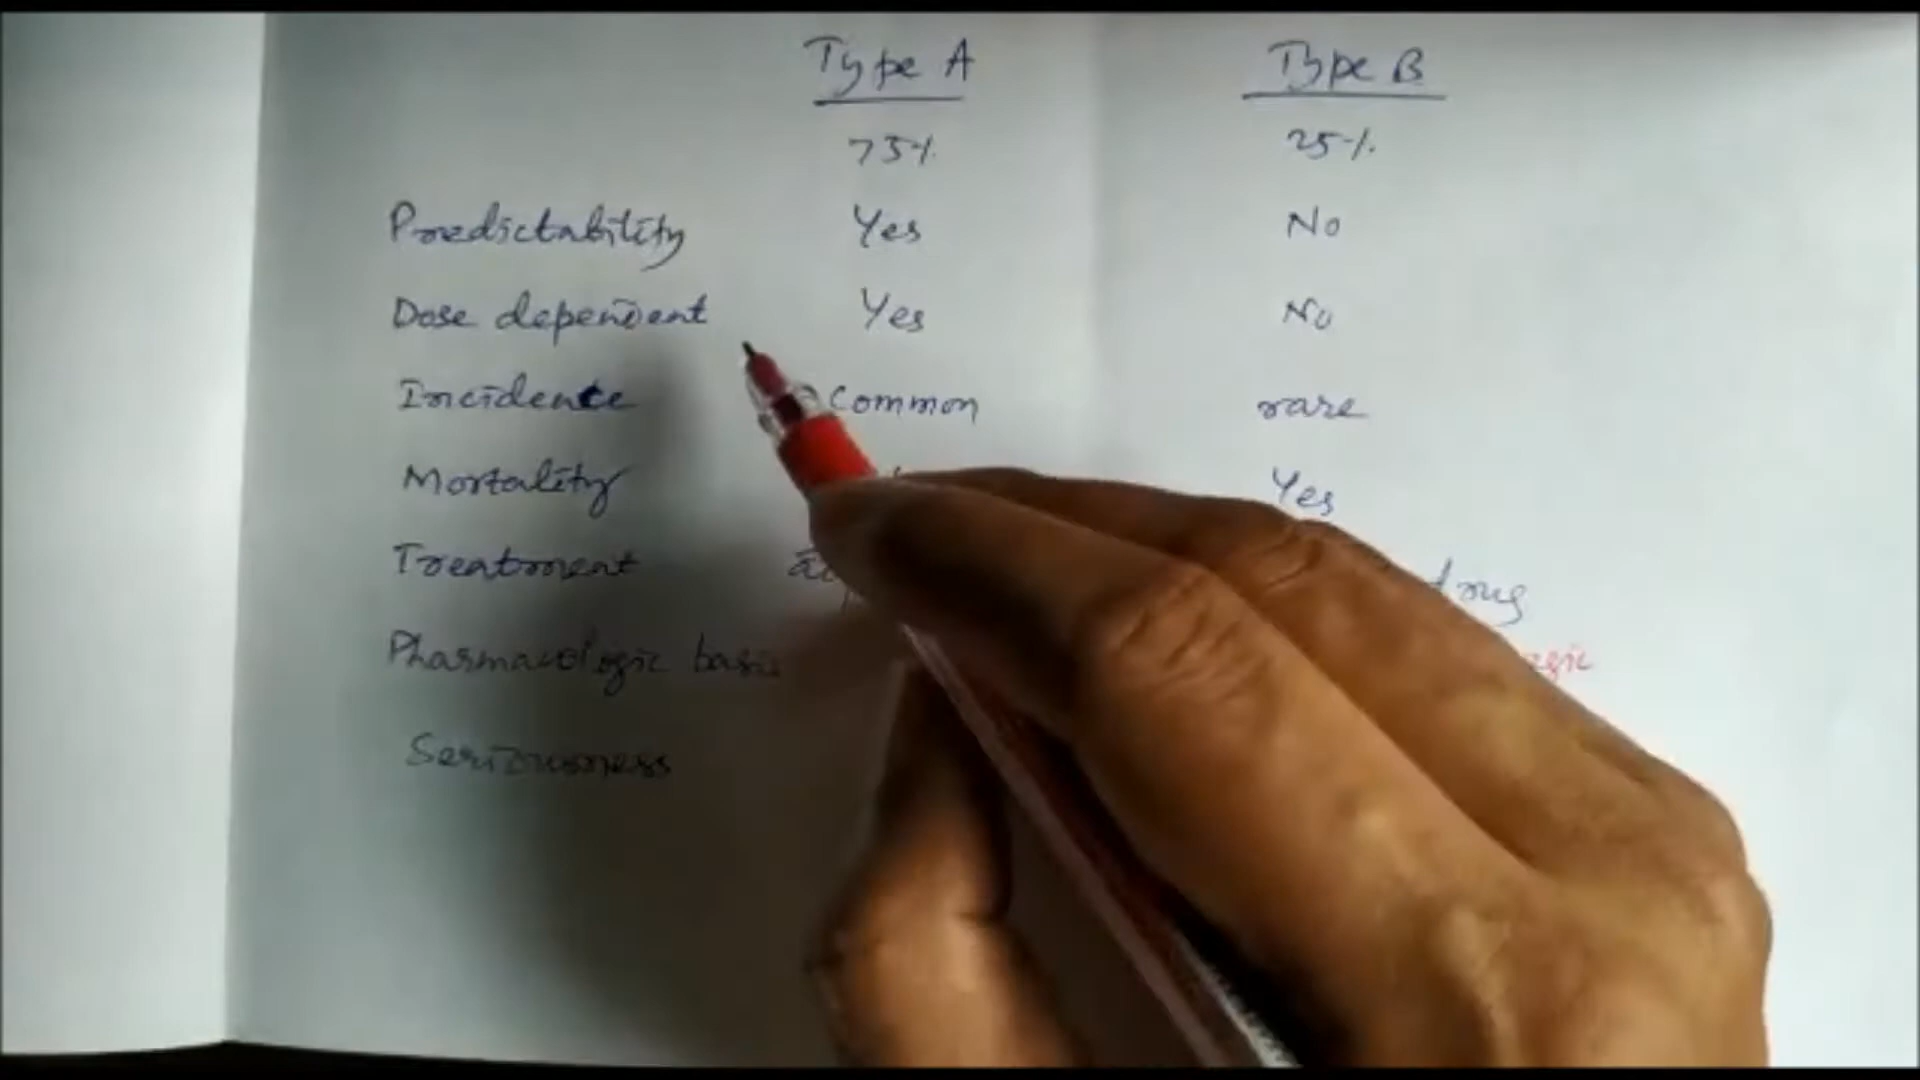 Type A Type B
75% 25%
Predictability Yes No
Dose dependent Yes No
Incidence common rare
Mortality Yes
Treatment drug
Pharmacologic basis
Seriousness